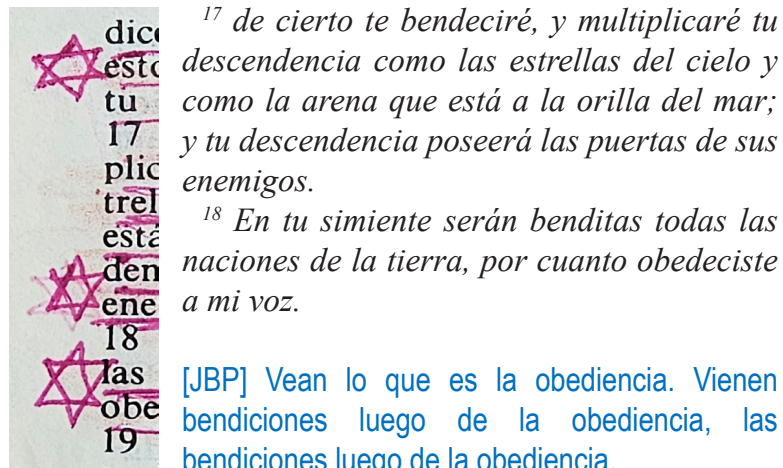 dic
esto
tu
17
plic
trel
está
den
ene
18
las
obe
19
17 de cierto te bendeciré, y multiplicaré tu
descendencia como las estrellas del cielo y
como la arena que está a la orilla del mar;
y tu descendencia poseerá las puertas de sus
enemigos.
18 En tu simiente serán benditas todas las
naciones de la tierra, por cuanto obedeciste
a mi voz.
[JBP] Vean lo que es la obediencia. Vienen
bendiciones luego de la obediencia, las
bendiciones luego de la obediencia.